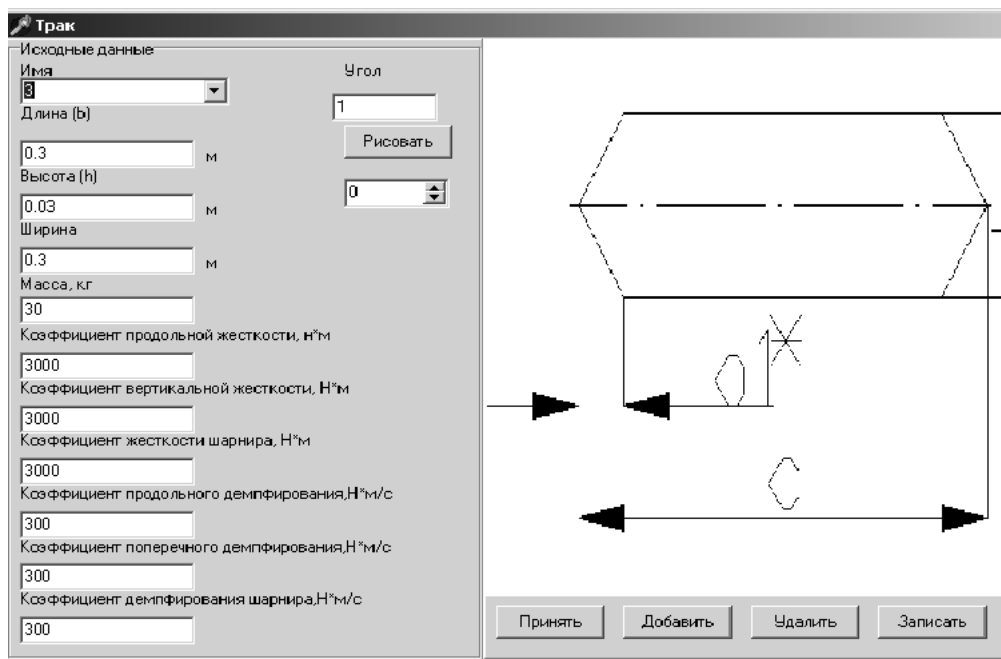 Трак
Исходные данные
Имя
Угол
3
1
Длина (b)
Рисовать
0.3
м
0
Высота (h)
0.03
м
Ширина
0.3
м
Масса, кг
30
Коэффициент продольной жесткости, н*м
3000
Коэффициент вертикальной жесткости, Н*м
3000
Коэффициент жесткости шарнира, Н*м
3000
Коэффициент продольного демпфирования,Н*м/с
300
Коэффициент поперечного демпфирования,Н*м/с
300
Коэффициент демпфирования шарнира,Н*м/с
300
Принять
Добавить
Удалить
Записать